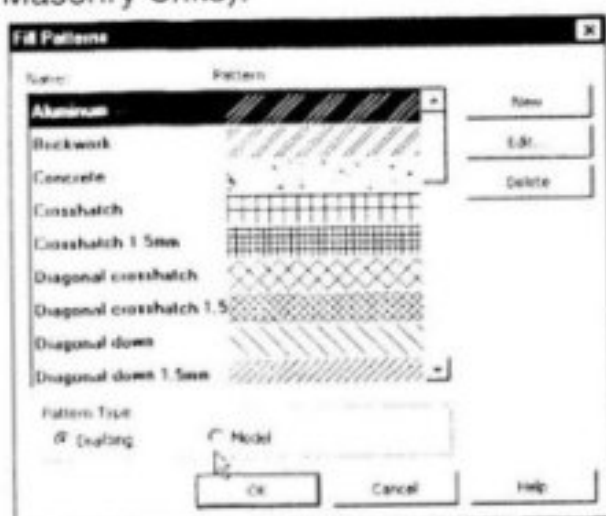 Masonry Units).
Fill Patterns
Name: Pattern:
Aluminum
Brickwork
Concrete
Crosshatch
Crosshatch 1.5mm
Diagonal crosshatch
Diagonal crosshatch 1.5
Diagonal down
Diagonal down 1.5mm
New
Edit...
Delete
Pattern Type
Drafting Model
OK Cancel Help